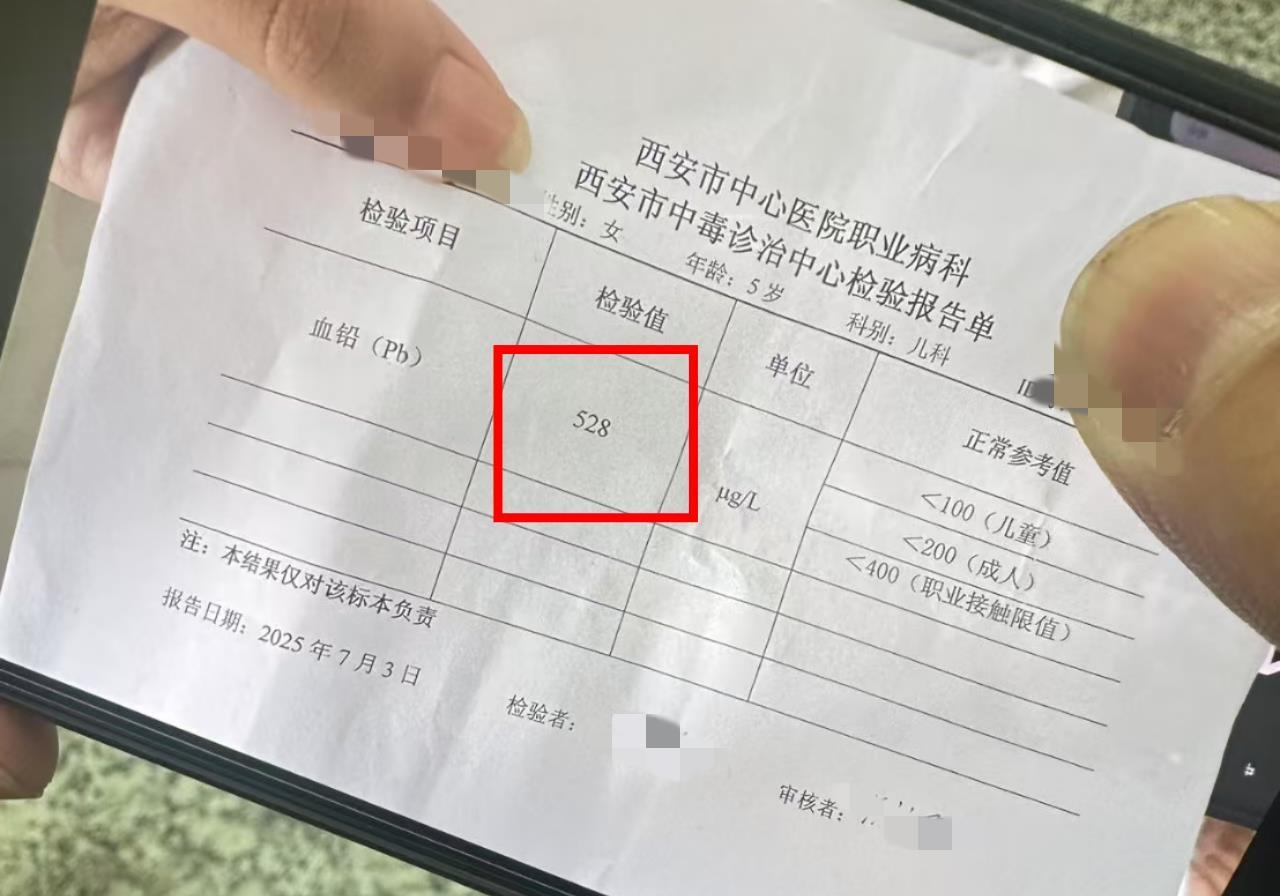 西安市中心医院职业病科
西安市中毒诊治中心检验报告单
性别：女 年龄：5岁 科别：儿科
检验项目 检验值 单位 正常参考值
血铅（Pb） 528 μg/L <100（儿童）
<200（成人）
<400（职业接触限值）
注：本结果仅对该标本负责
报告日期：2025年7月3日
检验者：
审核者：